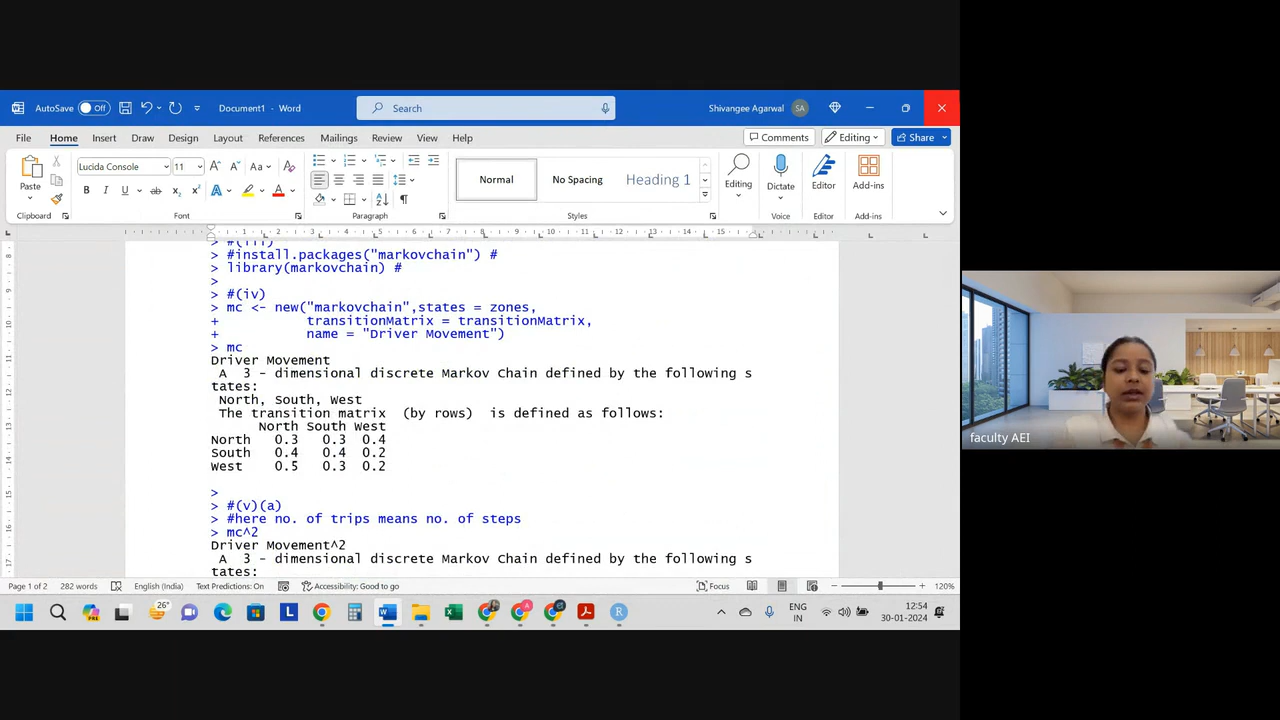 AutoSave Off Document1 - Word Search Shivangee Agarwal SA
File Home Insert Draw Design Layout References Mailings Review View Help Comments Editing Share
Lucida Console 11 Normal No Spacing Heading 1
Paste Editing Dictate Editor Add-ins
Clipboard Font Paragraph Styles Voice Editor Add-ins
> #(iii)
> #install.packages("markovchain") #
> library(markovchain) #
>
> #(iv)
> mc <- new("markovchain",states = zones,
+ transitionMatrix = transitionMatrix,
+ name = "Driver Movement")
> mc
Driver Movement
A 3 - dimensional discrete Markov Chain defined by the following s
tates:
North, South, West
The transition matrix (by rows) is defined as follows:
North South West
North 0.3 0.3 0.4
South 0.4 0.4 0.2
West 0.5 0.3 0.2
>
> #(v)(a)
> #here no. of trips means no. of steps
> mc^2
Driver Movement^2
A 3 - dimensional discrete Markov Chain defined by the following s
tates:
faculty AEI
Page 1 of 2 282 words English (India) Text Predictions: On Accessibility: Good to go Focus 120%
26° ENG IN 12:54 30-01-2024